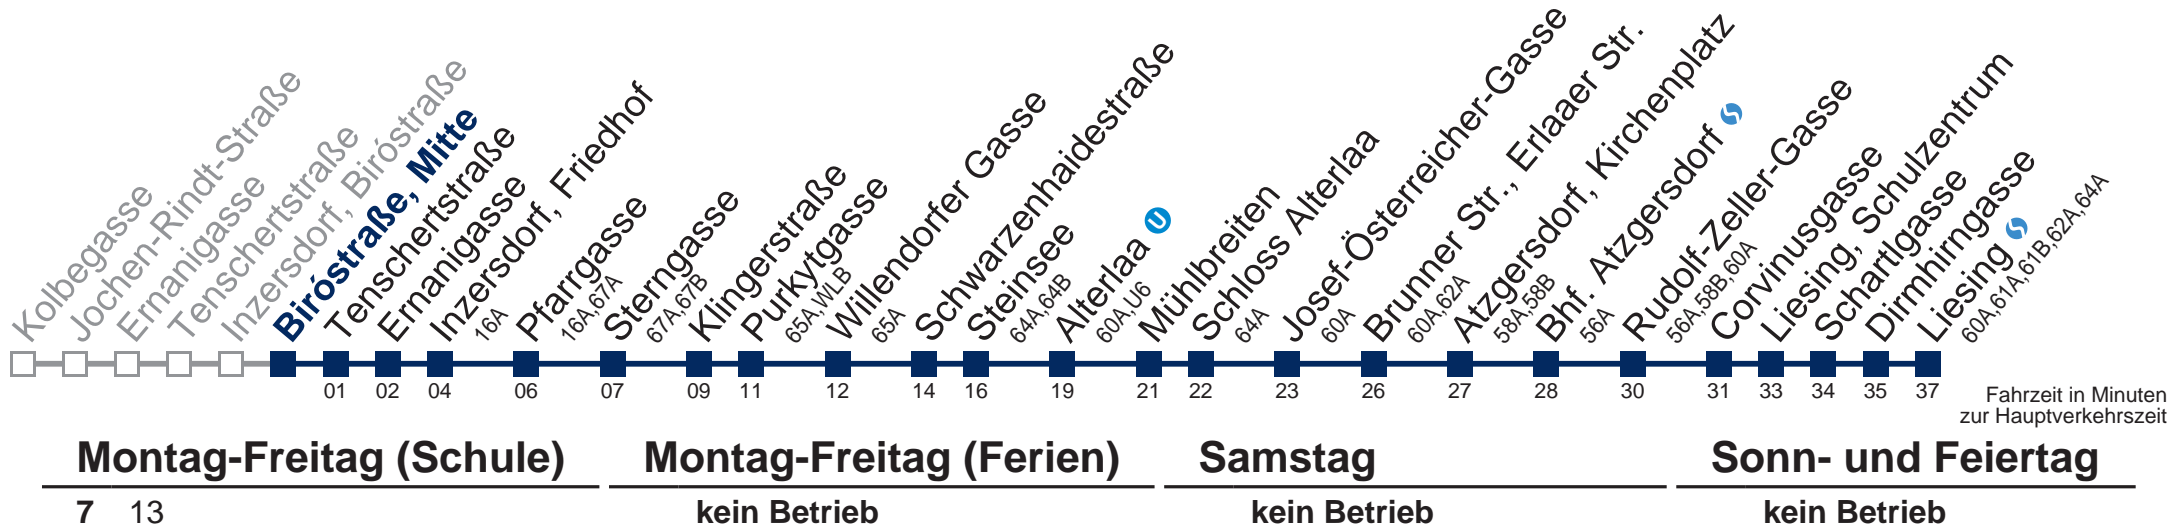 Kolbegasse
Jochen-Rindt-Straße
Ernanigasse
Tenschertstraße
Inzersdorf, Biróstraße
Biróstraße, Mitte
Tenschertstraße
Ernanigasse
Inzersdorf, Friedhof
16A
Pfarrgasse
16A,67A
Sterngasse
67A,67B
Klingerstraße
Purkytgasse
65A,WLB
Willendorfer Gasse
65A
Schwarzenhaidestraße
Steinsee
64A,64B
Alterlaa U
60A,U6
Mühlbreiten
Schloss Alterlaa
64A
Josef-Österreicher-Gasse
60A
Brunner Str., Erlaaer Str.
60A,62A
Atzgersdorf, Kirchenplatz
58A,58B
Bhf. Atzgersdorf
56A
Rudolf-Zeller-Gasse
56A,58B,60A
Corvinusgasse
Liesing, Schulzentrum
Schartlgasse
Dirmhirngasse
Liesing
60A,61A,61B,62A,64A
01 02 04 06 07 09 11 12 14 16 19 21 22 23 26 27 28 30 31 33 34 35 37
Fahrzeit in Minuten
zur Hauptverkehrszeit
Montag-Freitag (Schule) Montag-Freitag (Ferien) Samstag Sonn- und Feiertag
7 13 kein Betrieb kein Betrieb kein Betrieb